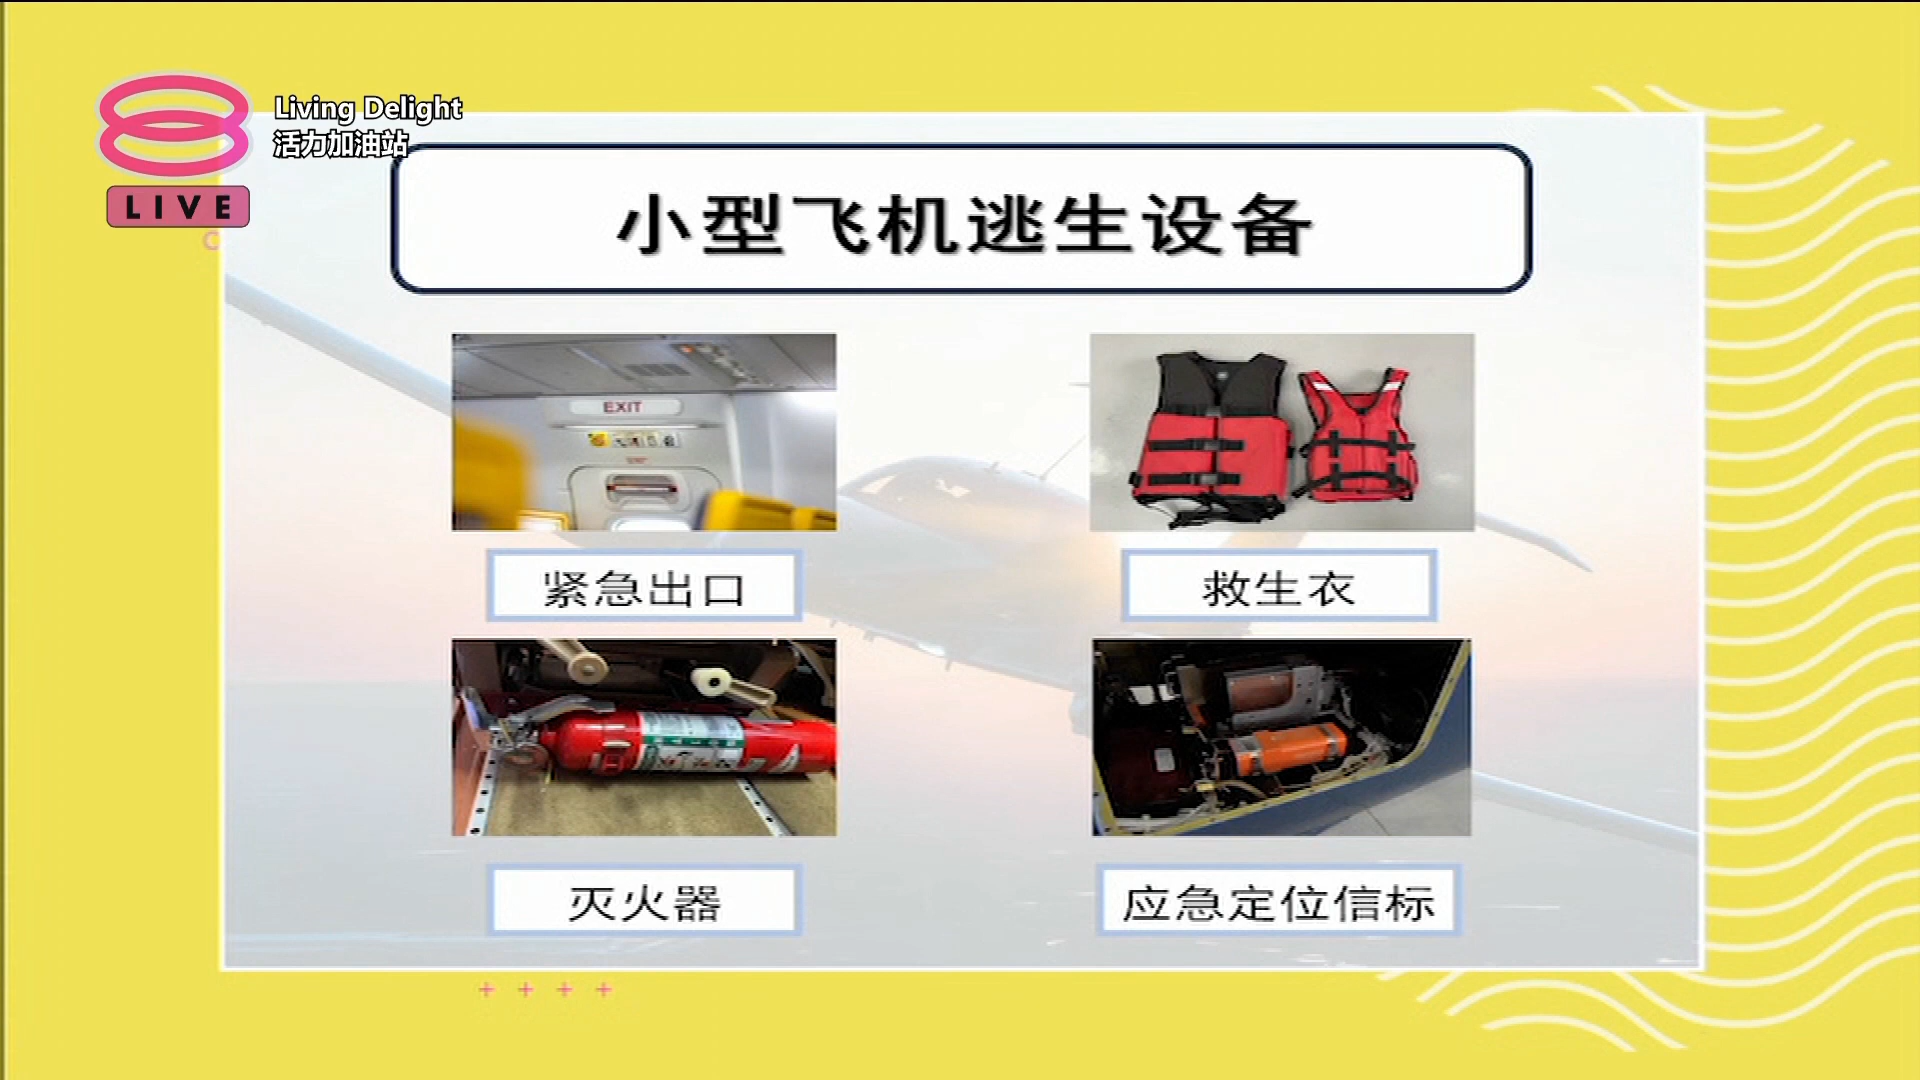 Living Delight
活力加油站
LIVE
小型飞机逃生设备
EXIT
紧急出口
救生衣
灭火器
应急定位信标